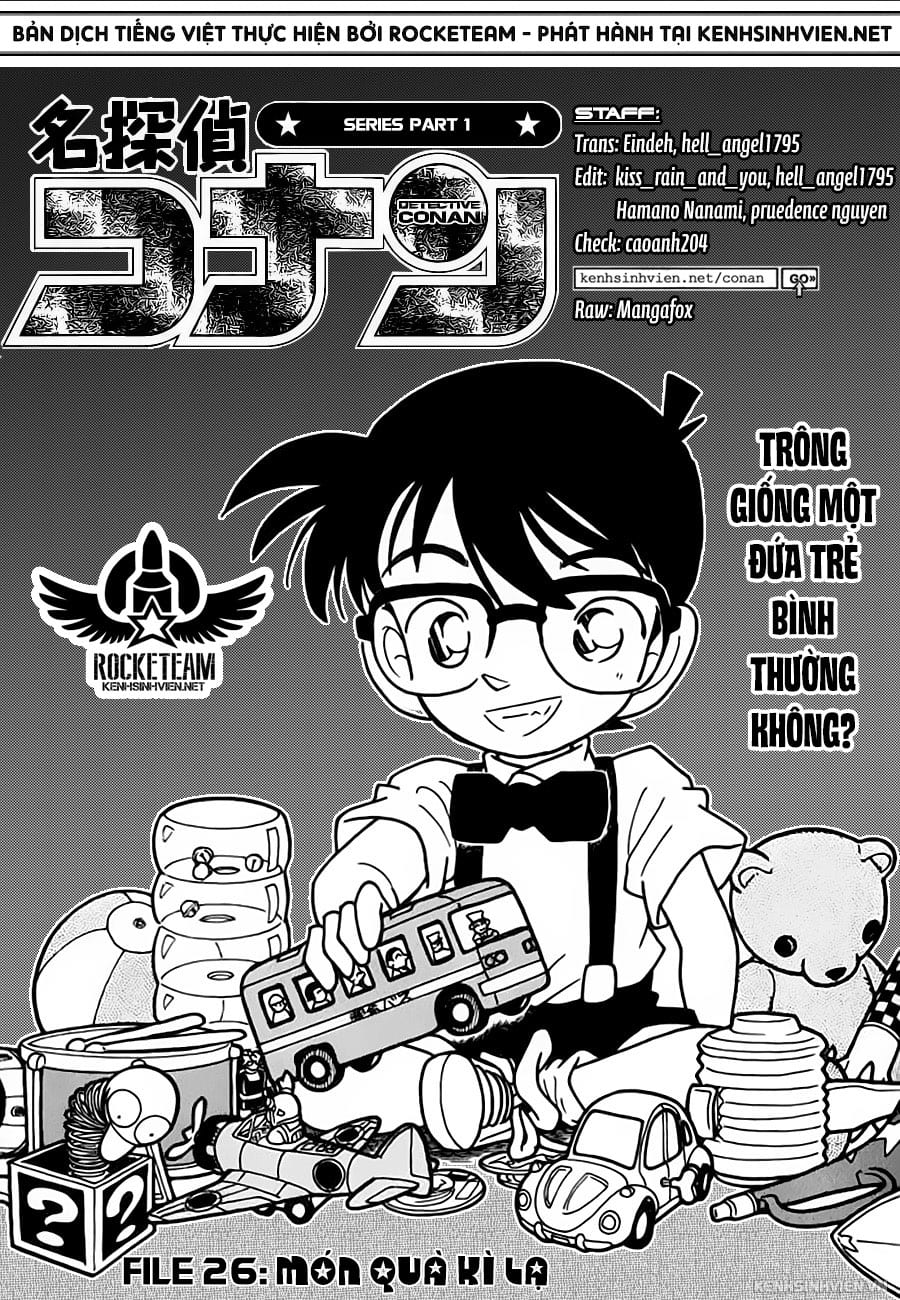 BẢN DỊCH TIẾNG VIỆT THỰC HIỆN BỞI ROCKETEAM - PHÁT HÀNH TẠI KENHSINHVIEN.NET
名探偵
コナン
DETECTIVE
CONAN
SERIES PART 1
STAFF:
Trans: Eindeh, hell_angel1795
Edit: kiss_rain_and_you, hell_angel1795
Hamano Nanami, pruedence nguyen
Check: caoanh204
kenhsinhvien.net/conan GO»
Raw: Mangafox
TRÔNG
GIỐNG MỘT
ĐỨA TRẺ
BÌNH
THƯỜNG
KHÔNG?
ROCKETEAM
KENHSINHVIEN.NET
? ?
FILE 26: MÓN QUÀ KÌ LẠ